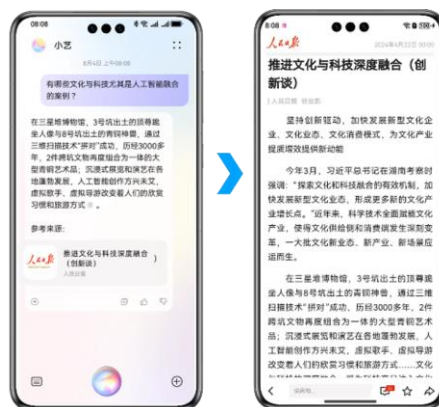 08:08
小艺
8月4日 上午08:08
有哪些文化与科技尤其是人工智能融合
的案例?
在三星堆博物馆,3号坑出土的顶尊跪
坐人像与8号坑出土的青铜神兽,通过
三维扫描技术“拼对”成功,历经3000多
年,2件跨坑文物再度组合为一体的大
型青铜艺术品;沉浸式展览和演艺在各
地蓬勃发展,人工智能创作方兴未艾,
虚拟歌手、虚拟导游改变着人们的欣赏
习惯和旅游方式
参考来源:
人民日报
推进文化与科技深度融合
(创新谈)
人民日报
8:08
人民日报
推进文化与科技深度融合(创
新谈)
人民日报
坚持创新驱动,加快发展新型文化企
业、文化业态、文化消费模式,为文化产业
提质增效提供新动能
今年3月,习近平总书记在湖南考察时
强调:“探索文化和科技融合的有效机制,加
快发展新型文化业态,形成更多新的文化产
业增长点。”近年来,科学技术全面赋能文化
产业,使得文化供给侧和消费端发生深刻变
革,一大批文化新业态、新产业、新场景应
运而生。
在三星堆博物馆,3号坑出土的顶尊跪
坐人像与8号坑出土的青铜神兽,通过三维
扫描技术“拼对”成功,历经3000多年,2件
跨坑文物再度组合为一体的大型青铜艺术
品;沉浸式展览和演艺在各地蓬勃发展,人
工智能创作方兴未艾,虚拟歌手、虚拟导游
改变着人们的欣赏习惯和旅游方式……文化